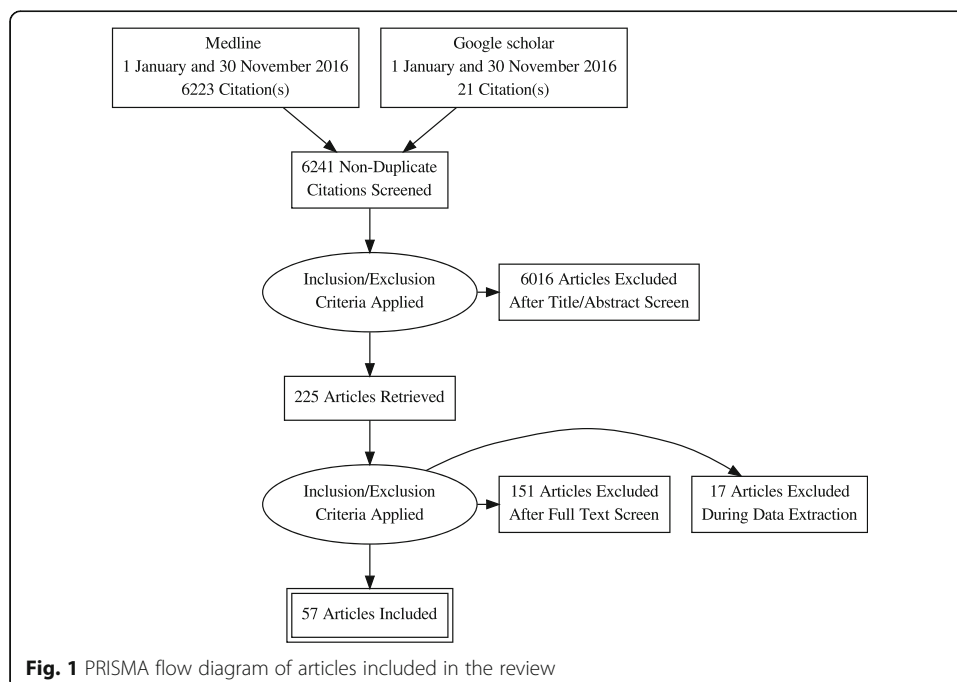 Medline
1 January and 30 November 2016
6223 Citation(s)
Google scholar
1 January and 30 November 2016
21 Citation(s)
6241 Non-Duplicate
Citations Screened
Inclusion/Exclusion
Criteria Applied
6016 Articles Excluded
After Title/Abstract Screen
225 Articles Retrieved
Inclusion/Exclusion
Criteria Applied
151 Articles Excluded
After Full Text Screen
17 Articles Excluded
During Data Extraction
57 Articles Included
Fig. 1 PRISMA flow diagram of articles included in the review